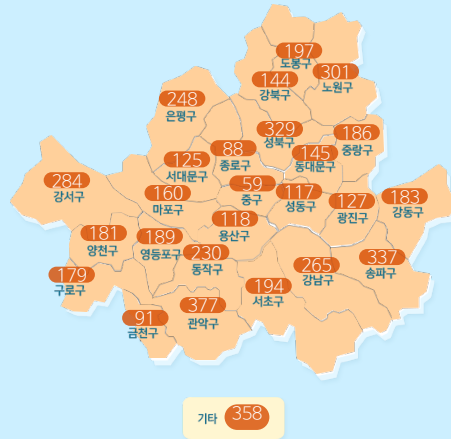 197
도봉구
301
노원구
144
강북구
248
은평구
329
성북구
186
중랑구
88
종로구
145
동대문구
125
서대문구
284
강서구
160
마포구
59
중구
117
성동구
127
광진구
183
강동구
118
용산구
181
양천구
189
영등포구
230
동작구
337
송파구
265
강남구
179
구로구
194
서초구
377
관악구
91
금천구
기타 358